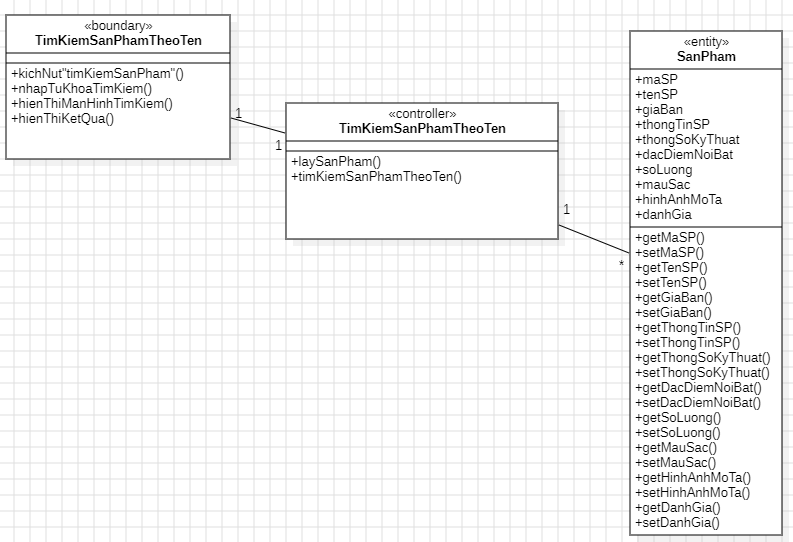 «boundary»
TimKiemSanPhamTheoTen
+kichNut"timKiemSanPham"()
+nhapTuKhoaTimKiem()
+hienThiManHinhTimKiem()
+hienThiKetQua()
1
1
«controller»
TimKiemSanPhamTheoTen
+laySanPham()
+timKiemSanPhamTheoTen()
1
*
«entity»
SanPham
+maSP
+tenSP
+giaBan
+thongTinSP
+thongSoKyThuat
+dacDiemNoiBat
+soLuong
+mauSac
+hinhAnhMoTa
+danhGia
+getMaSP()
+setMaSP()
+getTenSP()
+setTenSP()
+getGiaBan()
+setGiaBan()
+getThongTinSP()
+setThongTinSP()
+getThongSoKyThuat()
+setThongSoKyThuat()
+getDacDiemNoiBat()
+setDacDiemNoiBat()
+getSoLuong()
+setSoLuong()
+getMauSac()
+setMauSac()
+getHinhAnhMoTa()
+setHinhAnhMoTa()
+getDanhGia()
+setDanhGia()